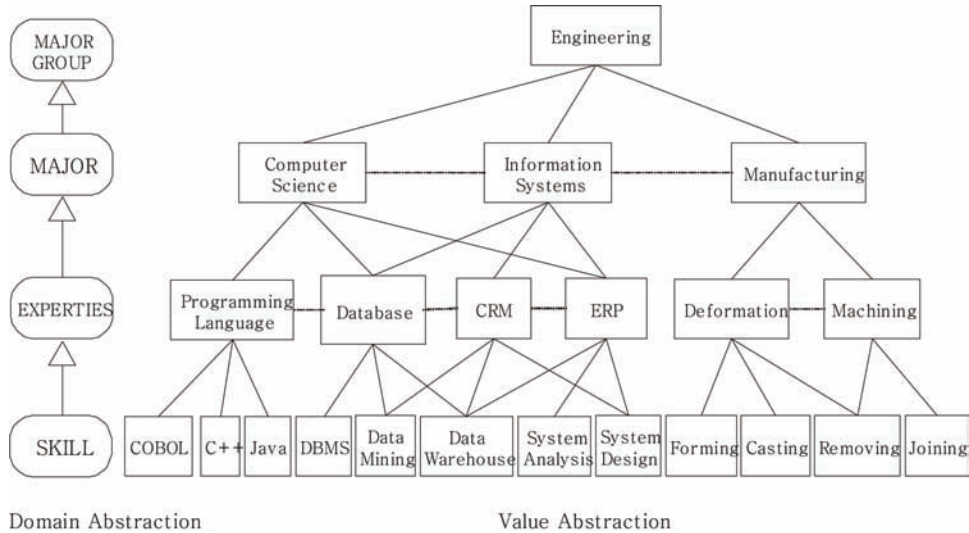 MAJOR
GROUP
Engineering
MAJOR
Computer
Science
Information
Systems
Manufacturing
EXPERTIES
Programming
Language
Database
CRM
ERP
Deformation
Machining
SKILL
COBOL
C++
Java
DBMS
Data
Mining
Data
Warehouse
System
Analysis
System
Design
Forming
Casting
Removing
Joining
Domain Abstraction
Value Abstraction